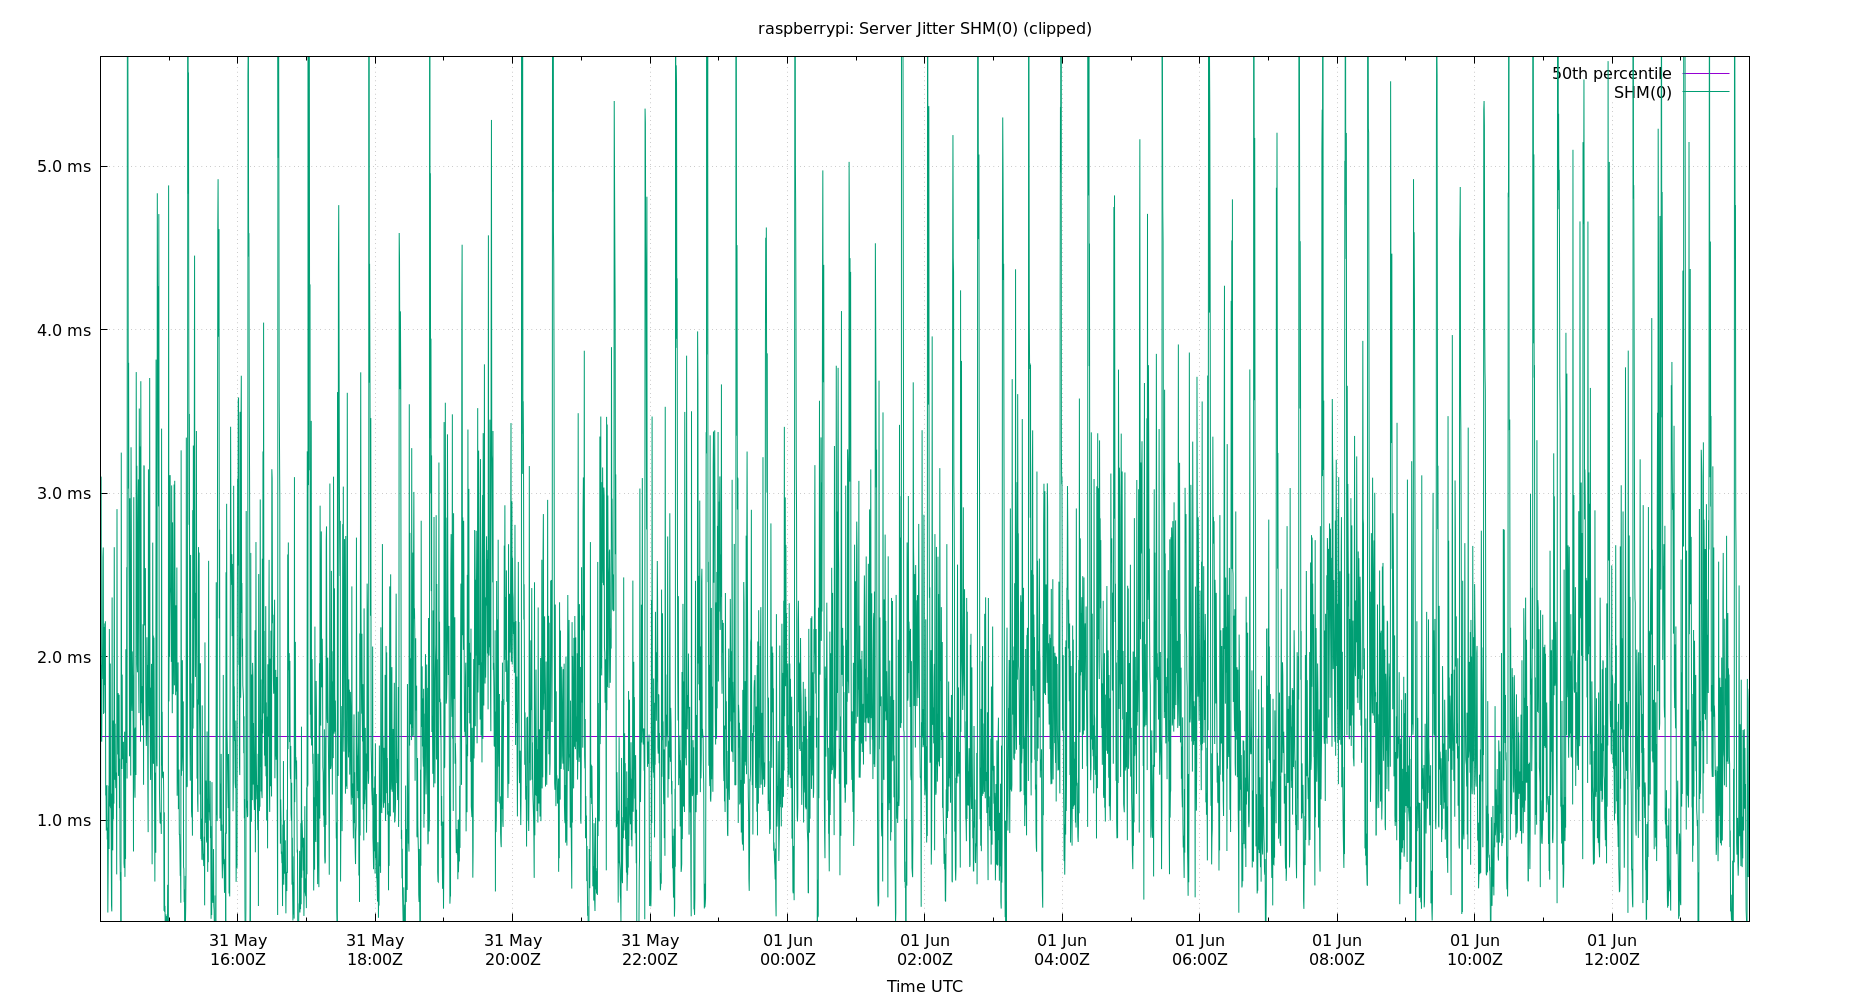 raspberrypi: Server Jitter SHM(0) (clipped)
50th percentile
SHM(0)
5.0 ms
4.0 ms
3.0 ms
2.0 ms
1.0 ms
31 May 31 May 31 May 31 May 01 Jun 01 Jun 01 Jun 01 Jun 01 Jun 01 Jun 01 Jun
16:00Z 18:00Z 20:00Z 22:00Z 00:00Z 02:00Z 04:00Z 06:00Z 08:00Z 10:00Z 12:00Z
Time UTC